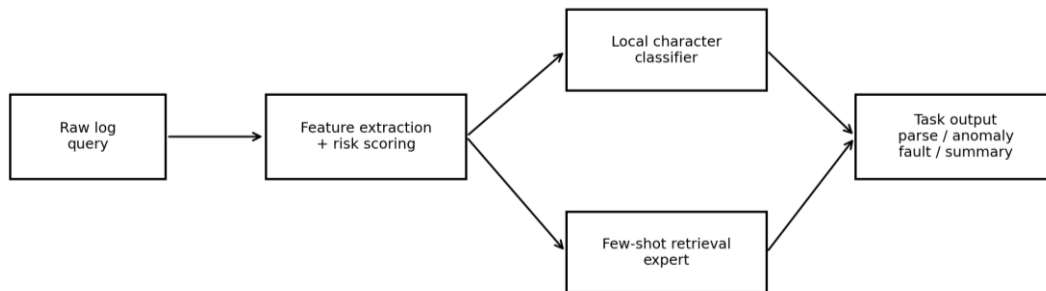 Raw log
query
Feature extraction
+ risk scoring
Local character
classifier
Few-shot retrieval
expert
Task output
parse / anomaly
fault / summary